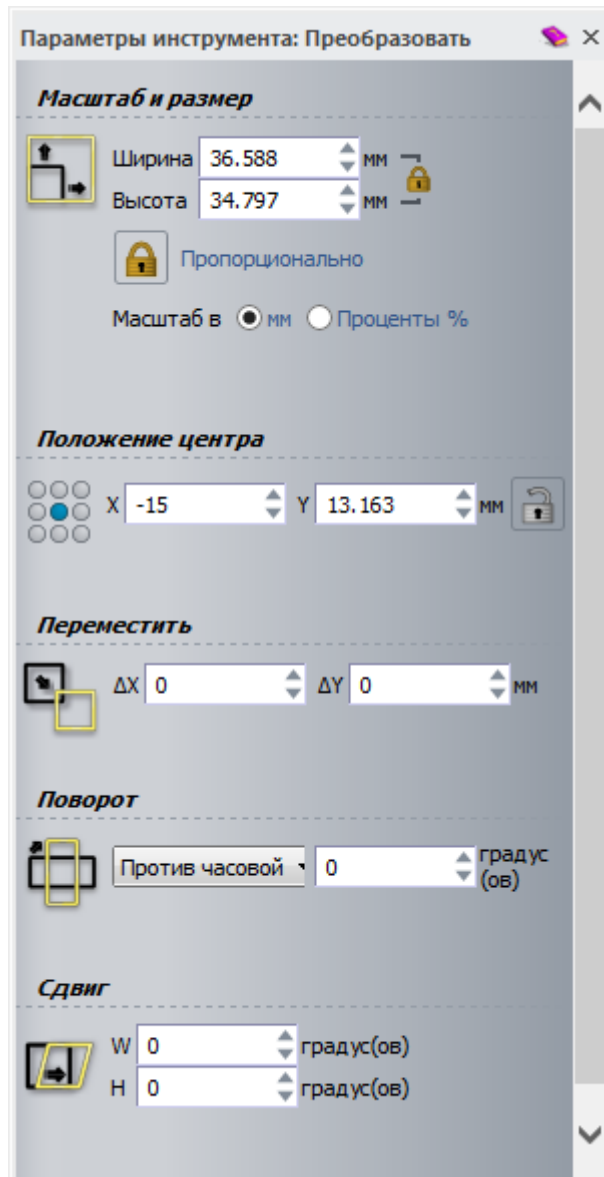 Параметры инструмента: Преобразовать
Масштаб и размер
Ширина 36.588 мм
Высота 34.797 мм
Пропорционально
Масштаб в мм Проценты %
Положение центра
X -15 Y 13.163 мм
Переместить
ΔX 0 ΔY 0 мм
Поворот
Против часовой 0 градус
(ов)
Сдвиг
W 0 градус(ов)
H 0 градус(ов)